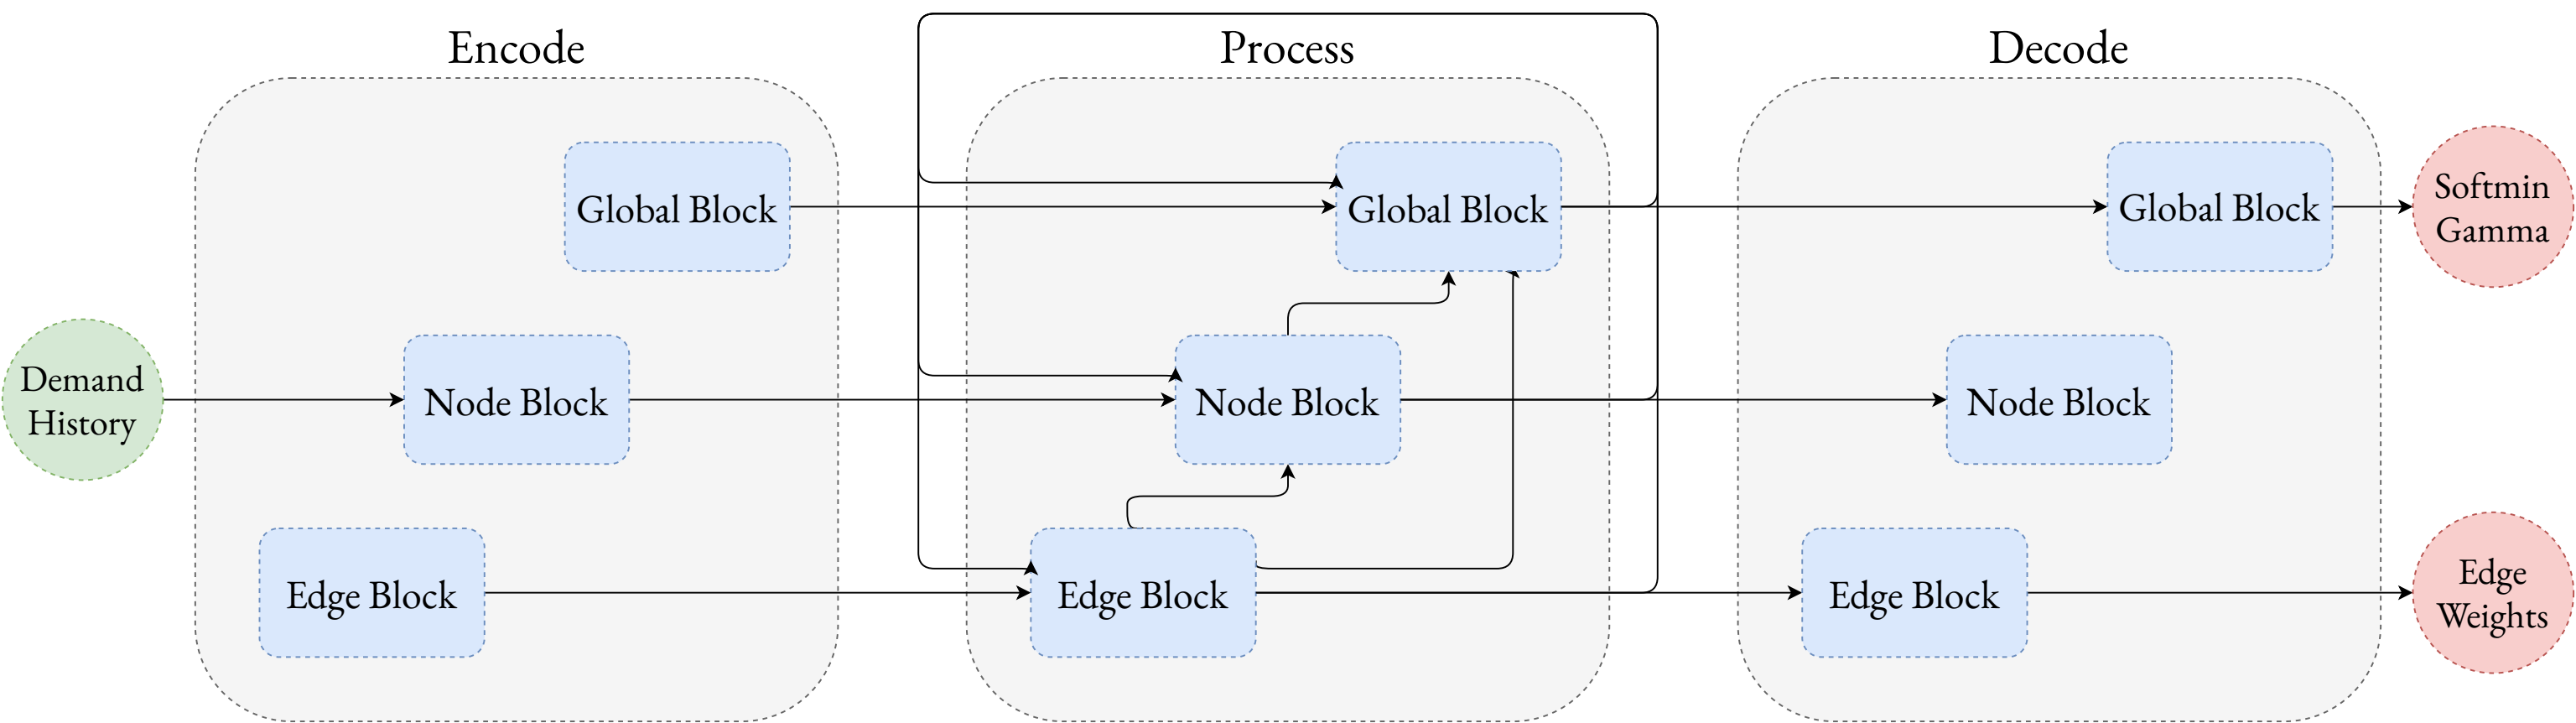 Encode
Process
Decode
Global Block
Global Block
Global Block
Softmin
Gamma
Demand
History
Node Block
Node Block
Node Block
Edge Block
Edge Block
Edge Block
Edge
Weights